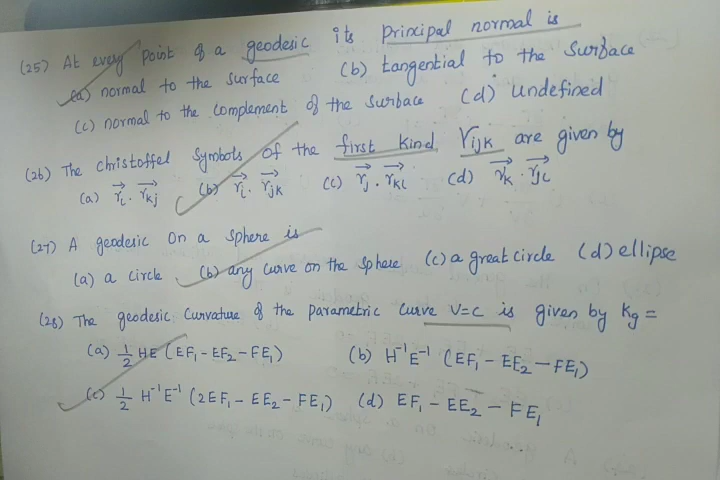 (25) At every point of a geodesic its principal normal is
(a) normal to the surface (b) tangential to the surbace
(c) normal to the complement of the surbace (d) undefined
(26) The christoffel symbols of the first kind γijk are given by
(a) r⃗i · r⃗kj (b) r⃗i · r⃗jk (c) r⃗j · r⃗ki (d) r⃗k · r⃗ji
(27) A geodesic On a sphere is
(a) a circle (b) any curve on the sphere (c) a great circle (d) ellipse
(28) The geodesic curvature of the parametric curve v=c is given by Kg =
(a) 1/2 HE (EF₁ - EF₂ - FE₁) (b) H⁻¹E⁻¹ (EF₁ - EE₂ - FE₁)
(c) 1/2 H⁻¹E⁻¹ (2EF₁ - EE₂ - FE₁) (d) EF₁ - EE₂ - FE₁